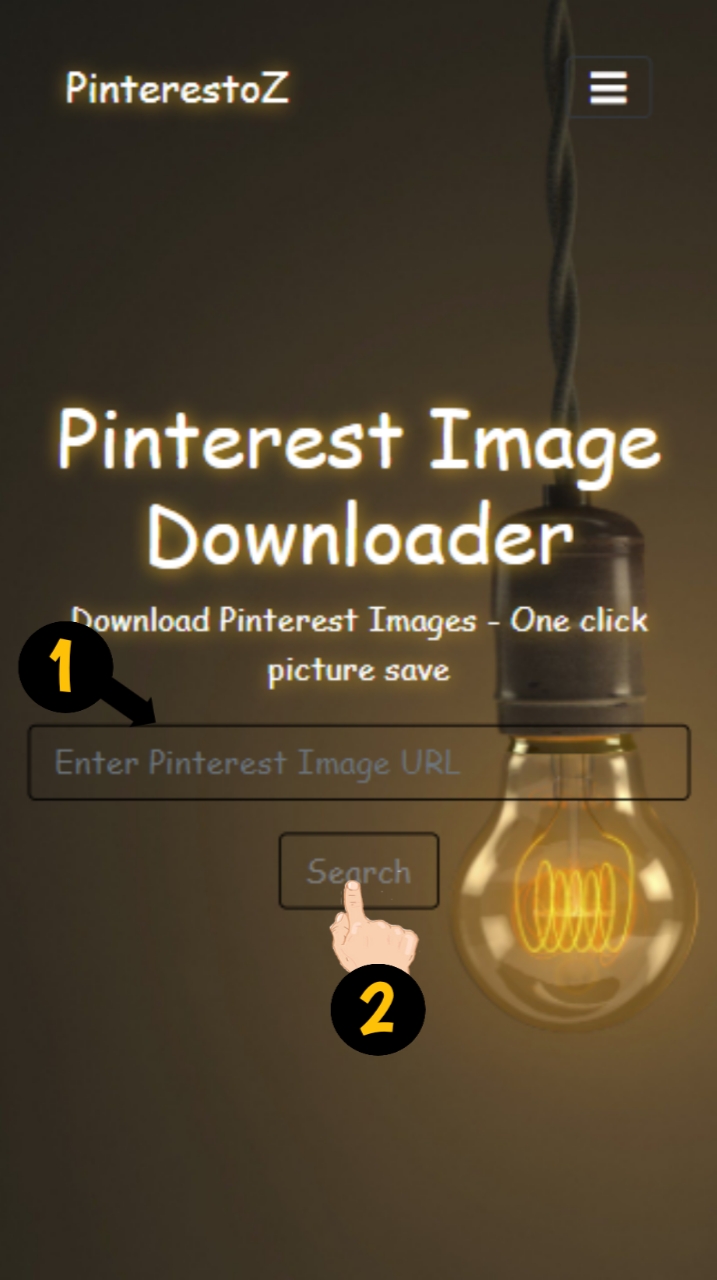 PinterestoZ
Pinterest Image
Downloader
Download Pinterest Images - One click
picture save
1
Enter Pinterest Image URL
Search
2